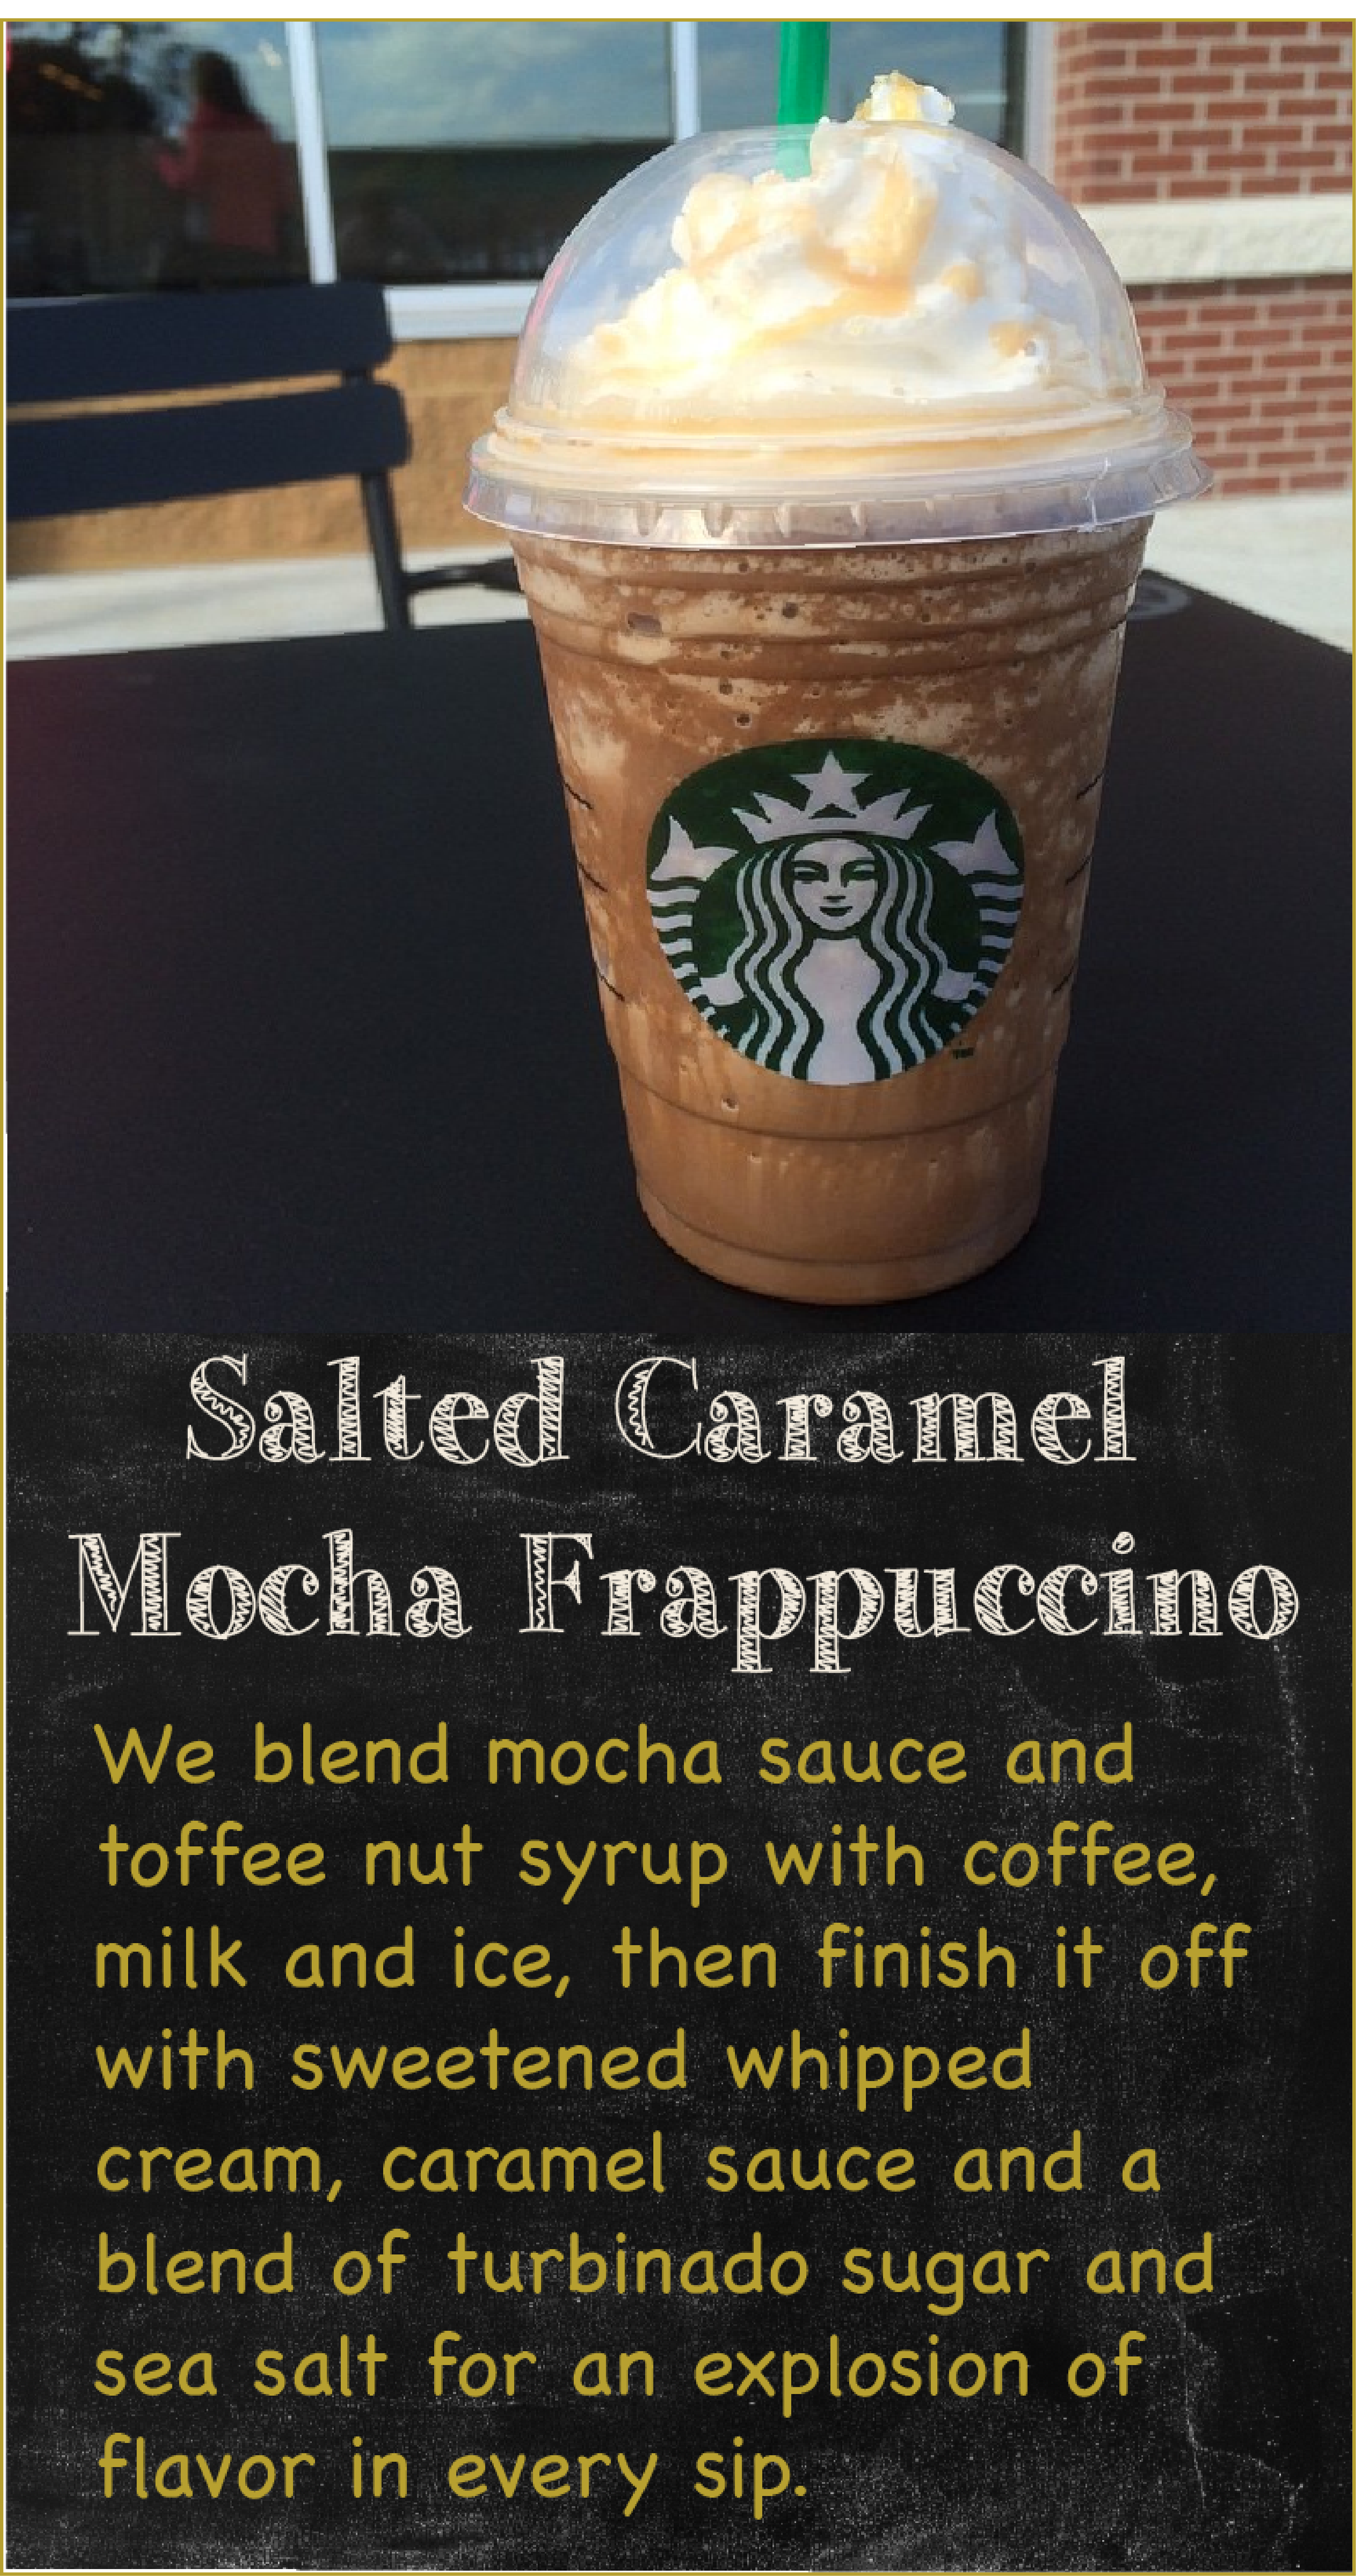 Salted Caramel
Mocha Frappuccino
We blend mocha sauce and
toffee nut syrup with coffee,
milk and ice, then finish it off
with sweetened whipped
cream, caramel sauce and a
blend of turbinado sugar and
sea salt for an explosion of
flavor in every sip.